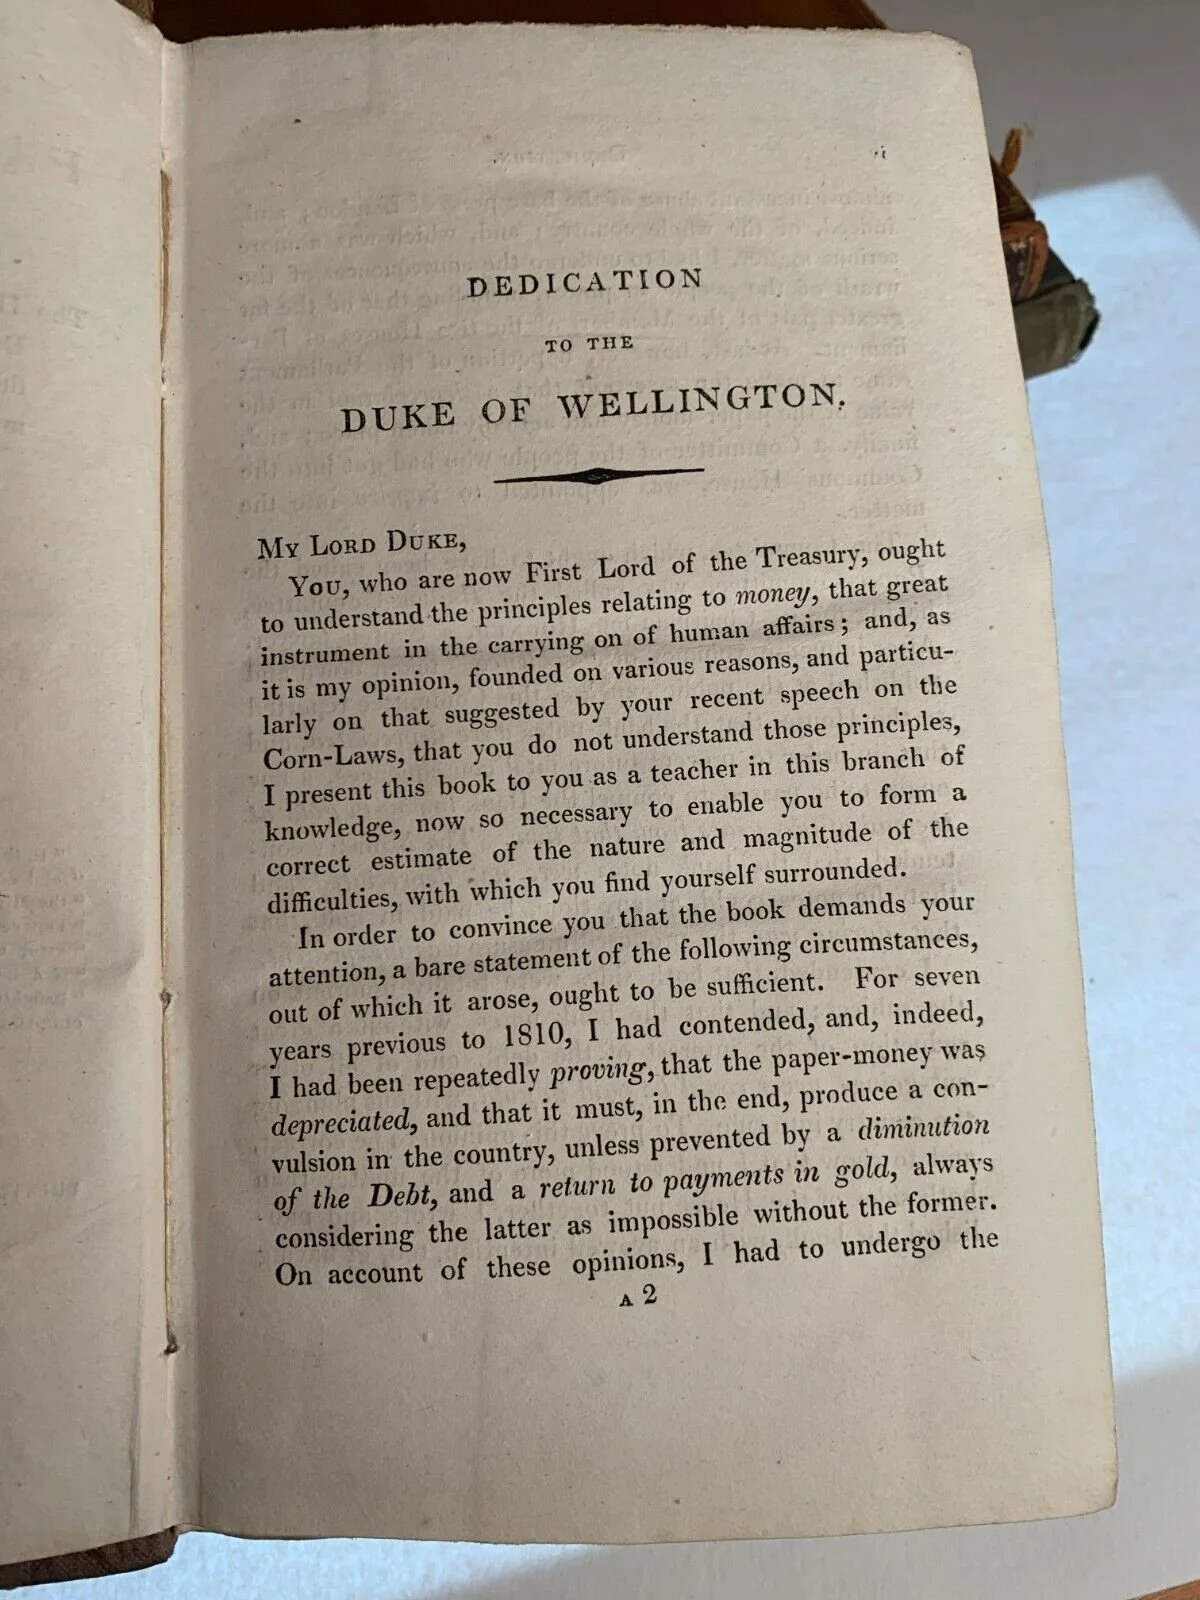 DEDICATION
TO THE
DUKE OF WELLINGTON.
MY LORD DUKE,
YOU, who are now First Lord of the Treasury, ought
to understand the principles relating to money, that great
instrument in the carrying on of human affairs; and, as
it is my opinion, founded on various reasons, and particu-
larly on that suggested by your recent speech on the
Corn-Laws, that you do not understand those principles,
I present this book to you as a teacher in this branch of
knowledge, now so necessary to enable you to form a
correct estimate of the nature and magnitude of the
difficulties, with which you find yourself surrounded.
In order to convince you that the book demands your
attention, a bare statement of the following circumstances,
out of which it arose, ought to be sufficient. For seven
years previous to 1810, I had contended, and, indeed,
I had been repeatedly proving, that the paper-money was
depreciated, and that it must, in the end, produce a con-
vulsion in the country, unless prevented by a diminution
of the Debt, and a return to payments in gold, always
considering the latter as impossible without the former.
On account of these opinions, I had to undergo the
A 2